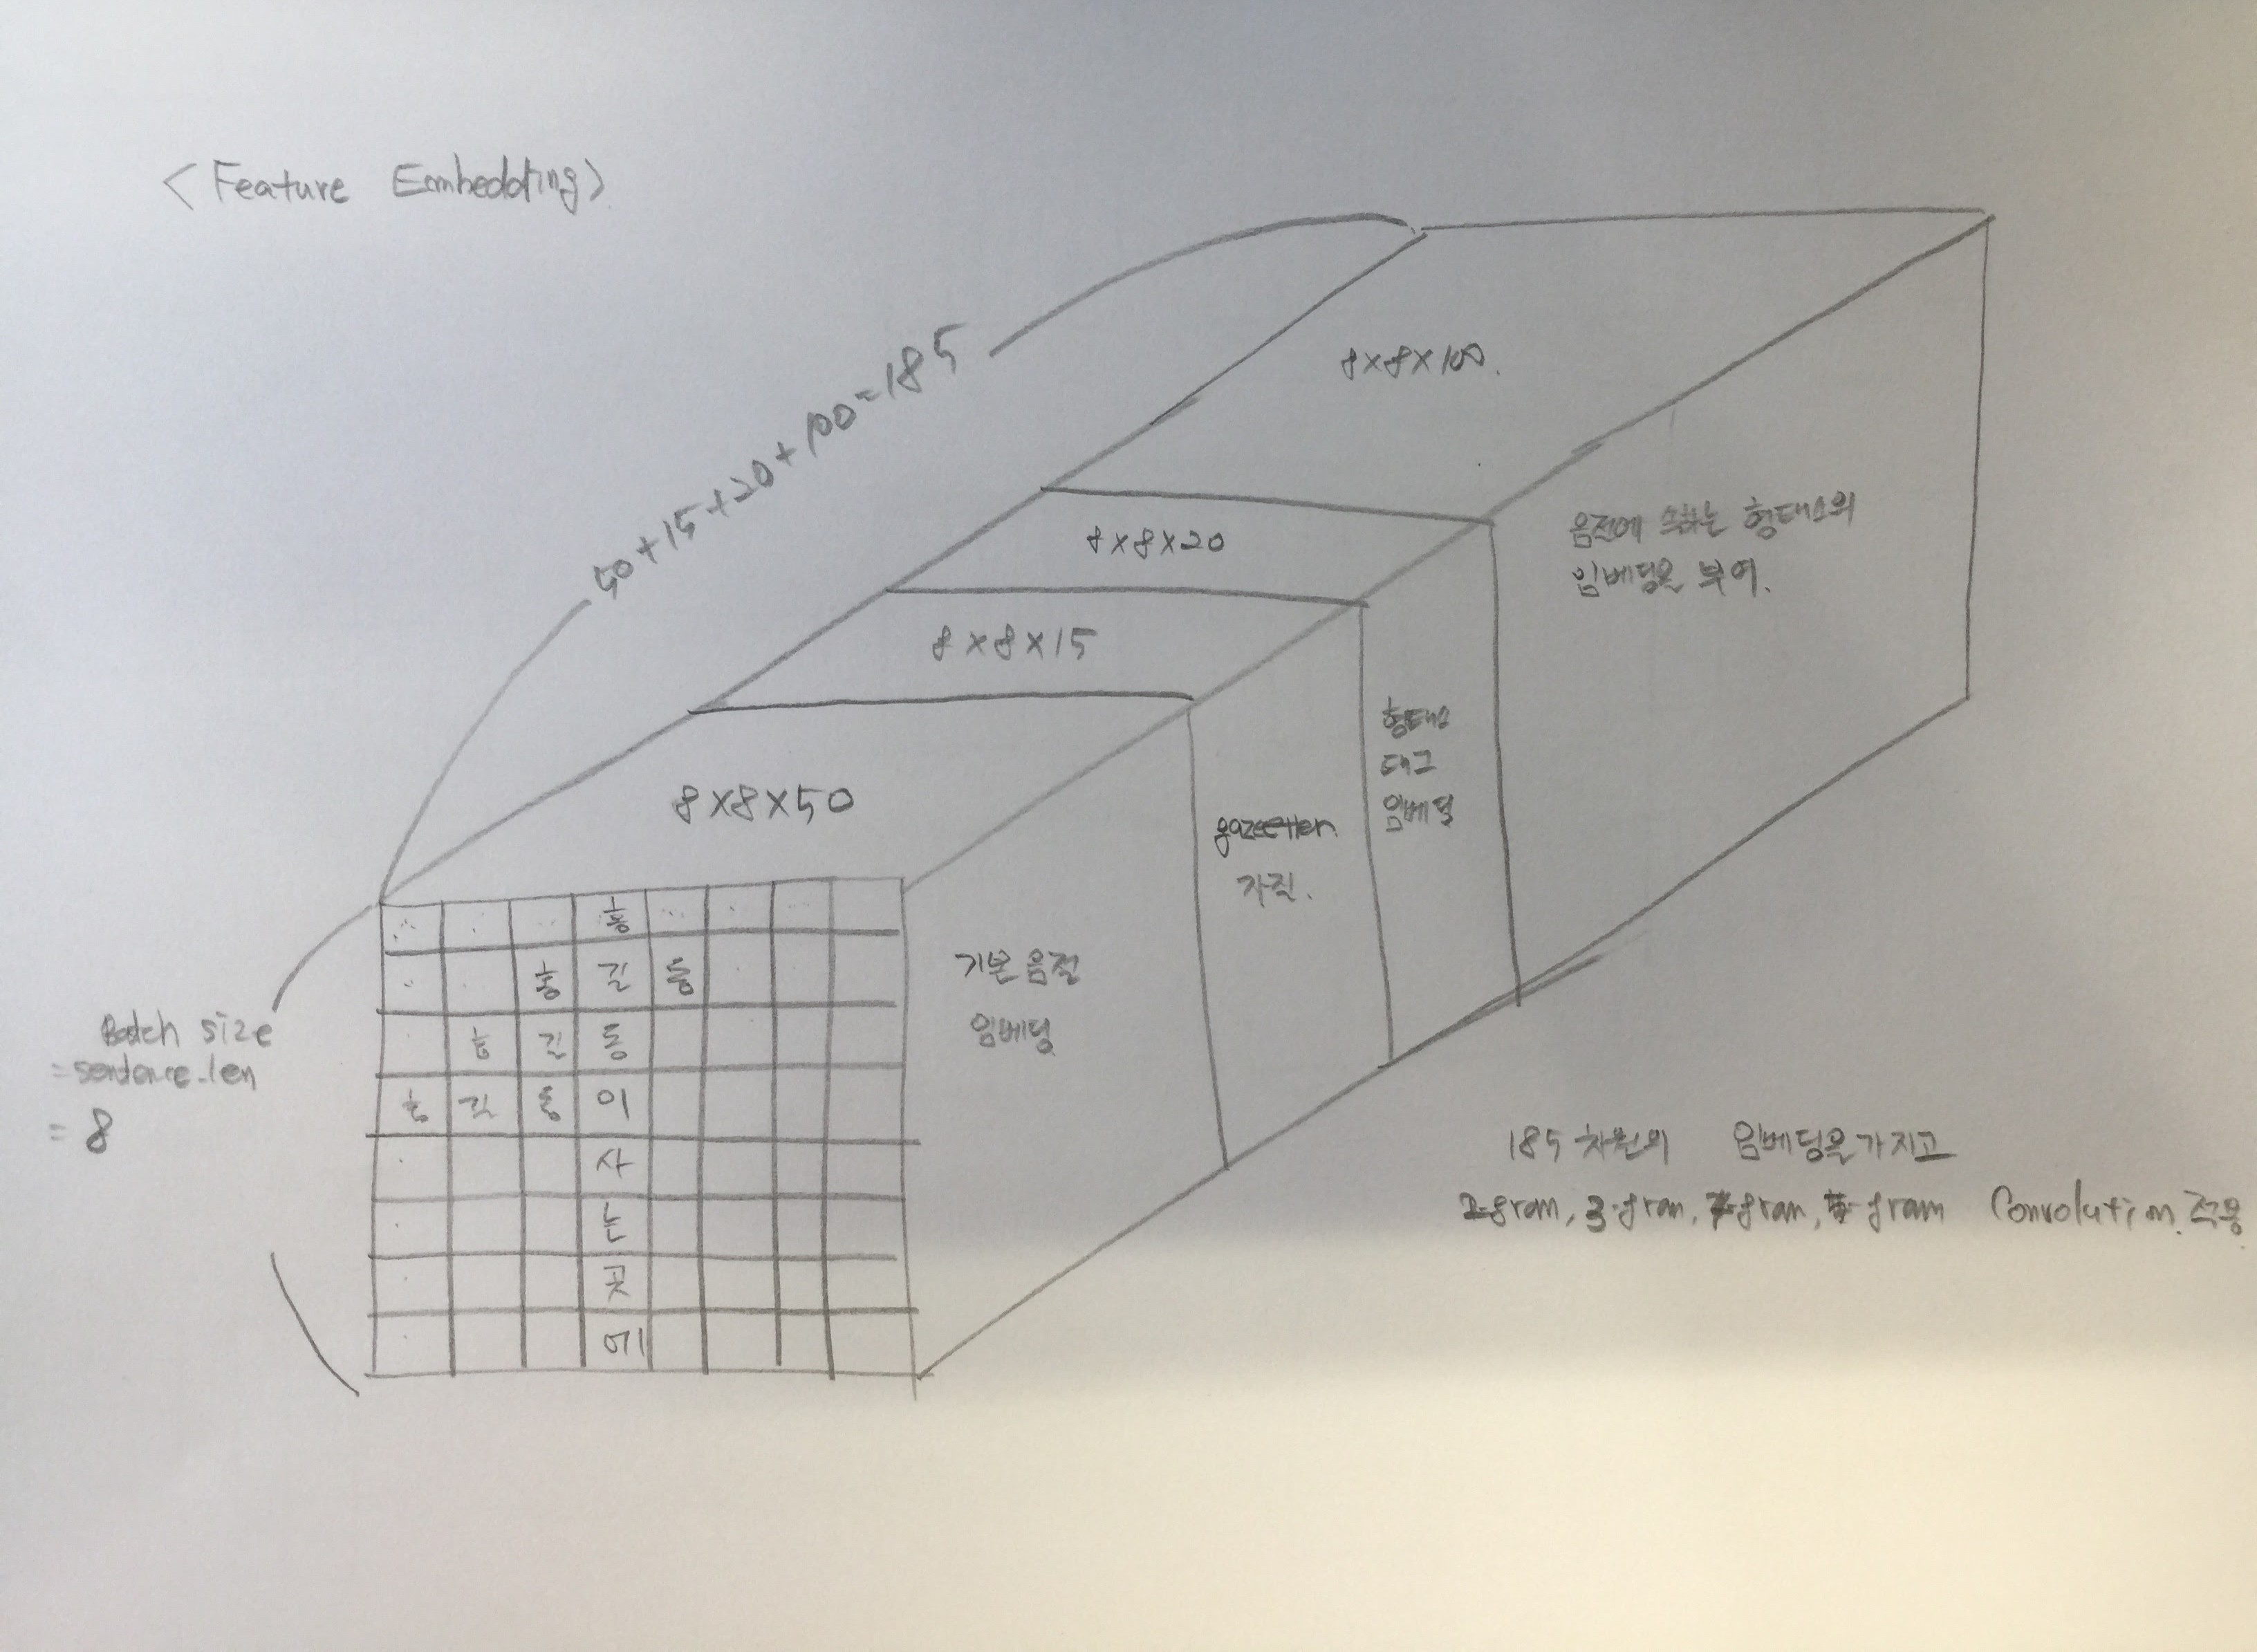 < Feature Embedding >
50+15+20+100=185
8×8×100.
8×8×20
8×8×15
8×8×50
음절에 속하는 형태소의
임베딩을 부여.
형태소
태그
임베딩
gazetteer
자질.
기본 음절
임베딩
Batch size
= sentence-len
= 8
홍
홍 길 동
홍 길 동
홍 길 동 이
사
는
곳
에
185 차원의 임베딩을 가지고
2-gram, 3-gram, gram, gram Convolution 적용